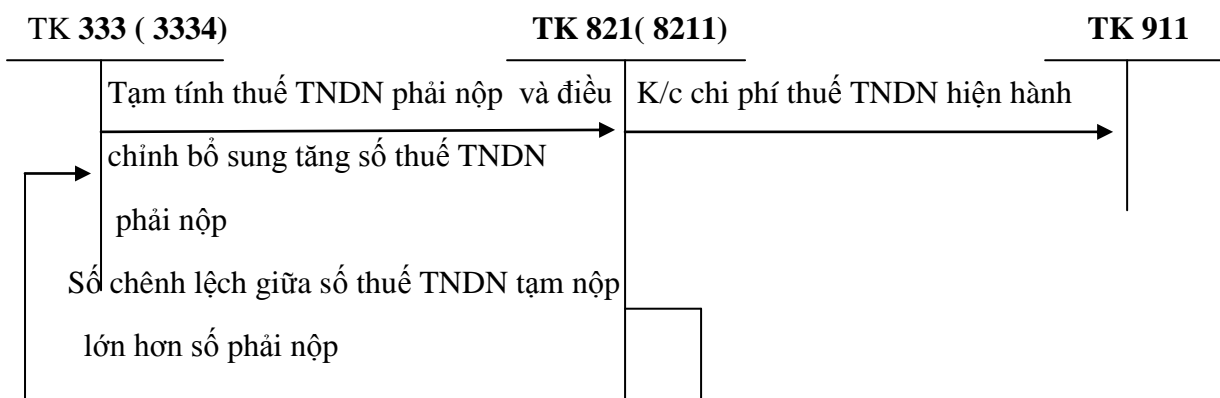 TK 333 ( 3334)
TK 821( 8211)
TK 911
Tạm tính thuế TNDN phải nộp và điều
K/c chi phí thuế TNDN hiện hành
chỉnh bổ sung tăng số thuế TNDN
phải nộp
Số chênh lệch giữa số thuế TNDN tạm nộp
lớn hơn số phải nộp